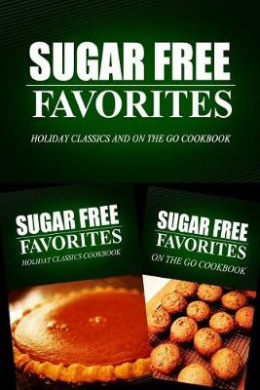 SUGAR FREE
FAVORITES
HOLIDAY CLASSICS AND ON THE GO COOKBOOK
SUGAR FREE
FAVORITES
HOLIDAY CLASSICS COOKBOOK
SUGAR FREE
FAVORITES
ON THE GO COOKBOOK